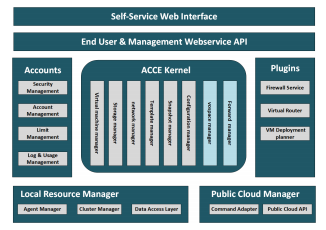 Self-Service Web Interface
End User & Management Webservice API
Accounts
Security
Management
Account
Management
Limit
Management
Log & Usage
Management
ACCE Kernel
Virtual machine manager
Storage manager
network manager
Template manager
Snapshot manager
Configuration manager
vospace manager
Forward manager
Plugins
Firewall Service
Virtual Router
VM Deployment
planner
Local Resource Manager
Agent Manager
Cluster Manager
Data Access Layer
Public Cloud Manager
Command Adapter
Public Cloud API